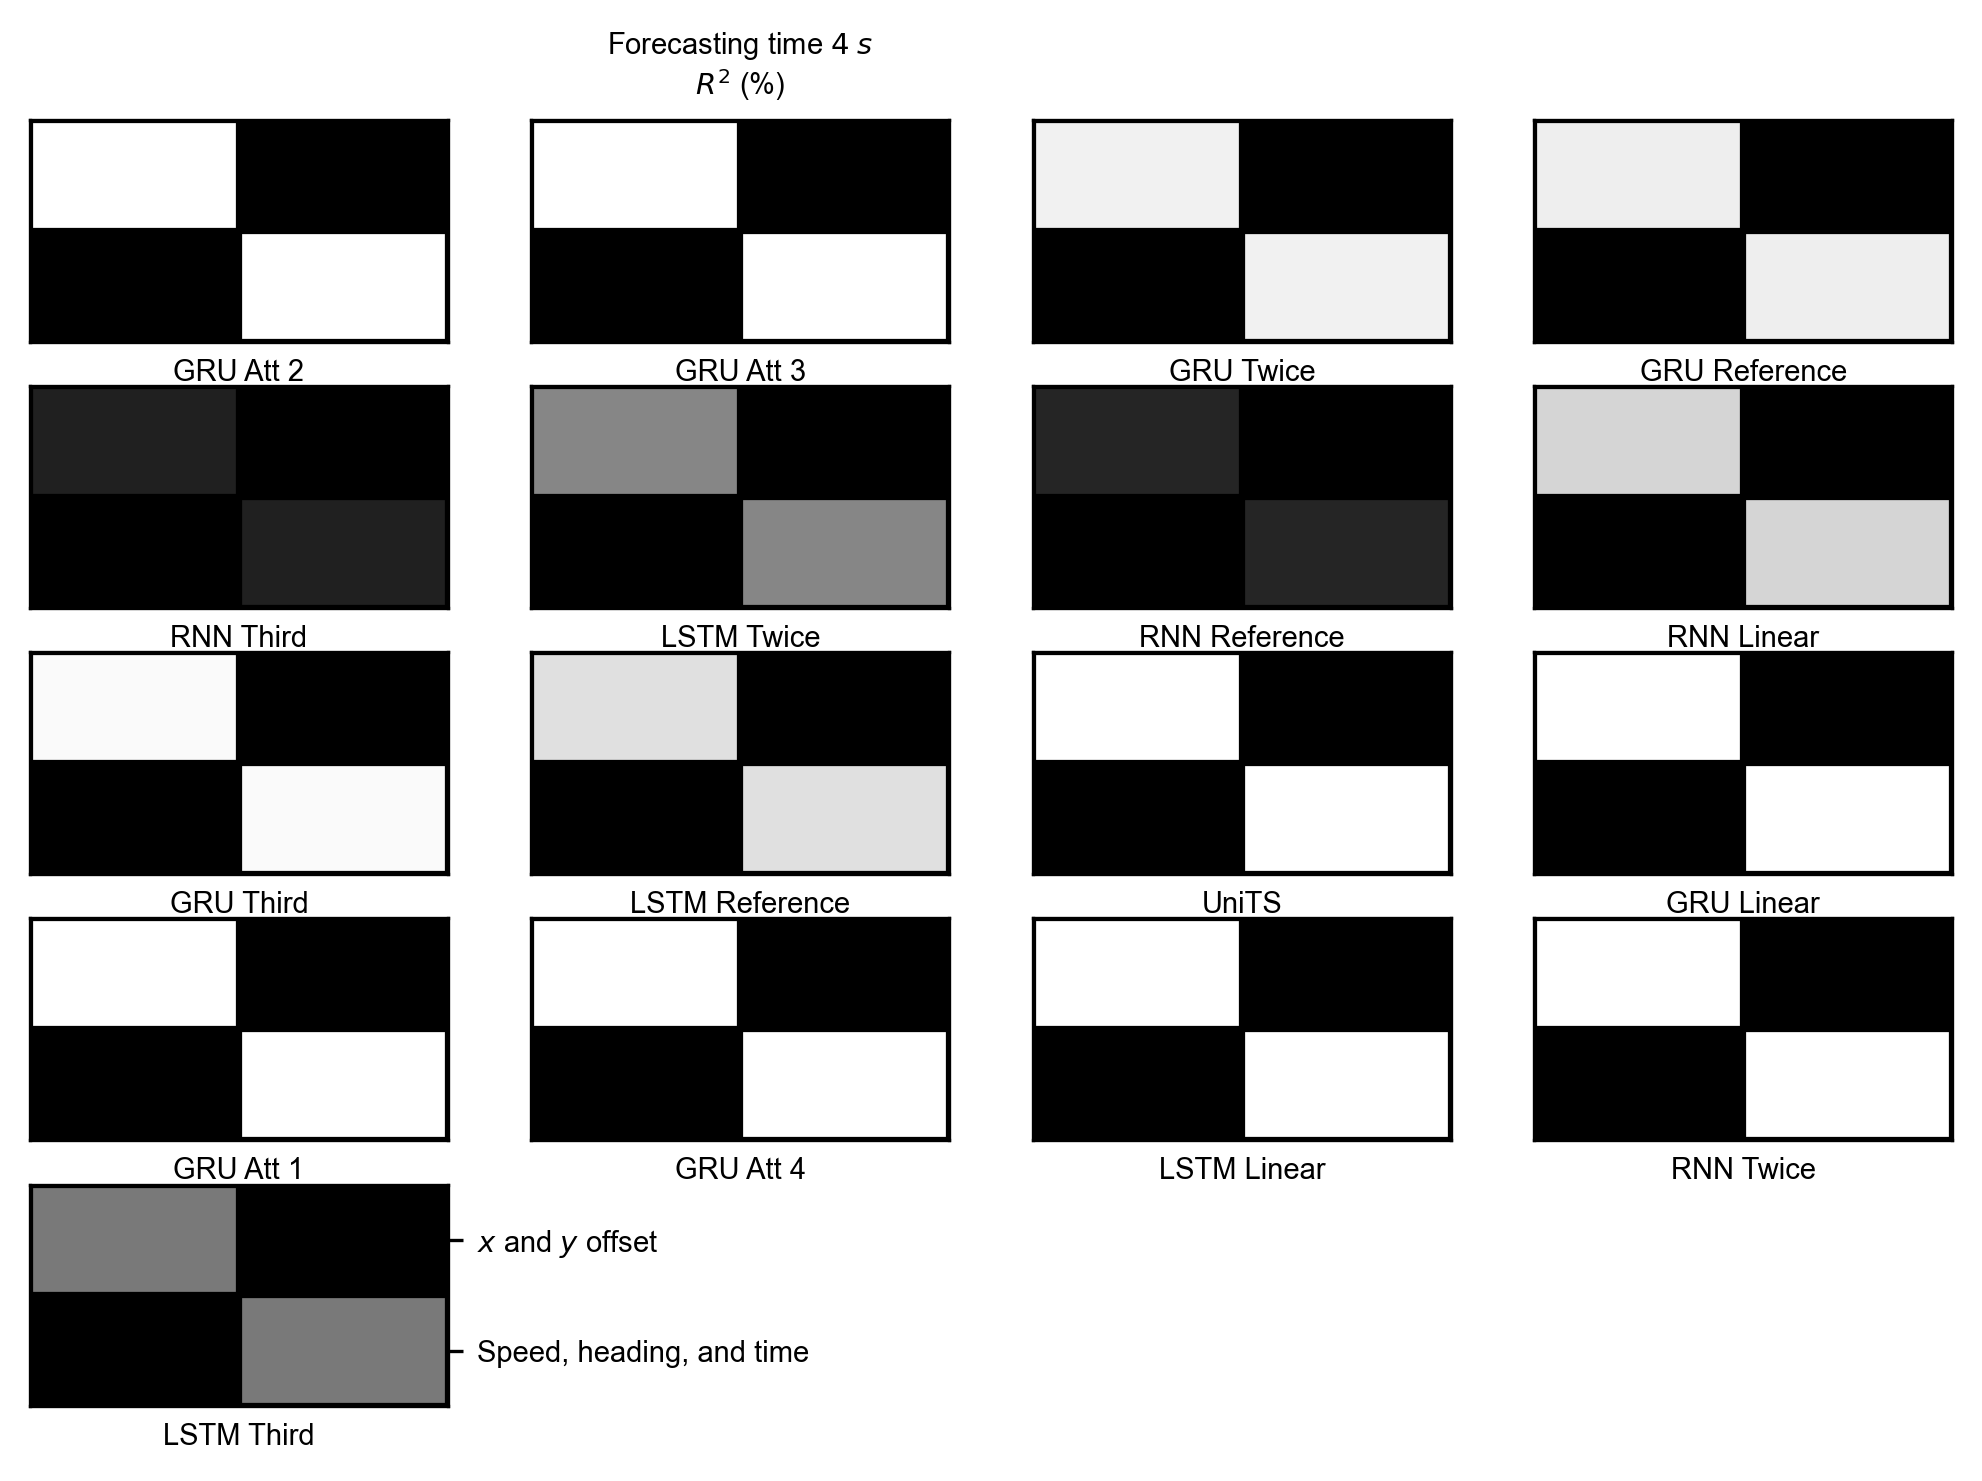 Forecasting time 4 s
R² (%)
GRU Att 2
GRU Att 3
GRU Twice
GRU Reference
RNN Third
LSTM Twice
RNN Reference
RNN Linear
GRU Third
LSTM Reference
UniTS
GRU Linear
GRU Att 1
GRU Att 4
LSTM Linear
RNN Twice
x and y offset
Speed, heading, and time
LSTM Third